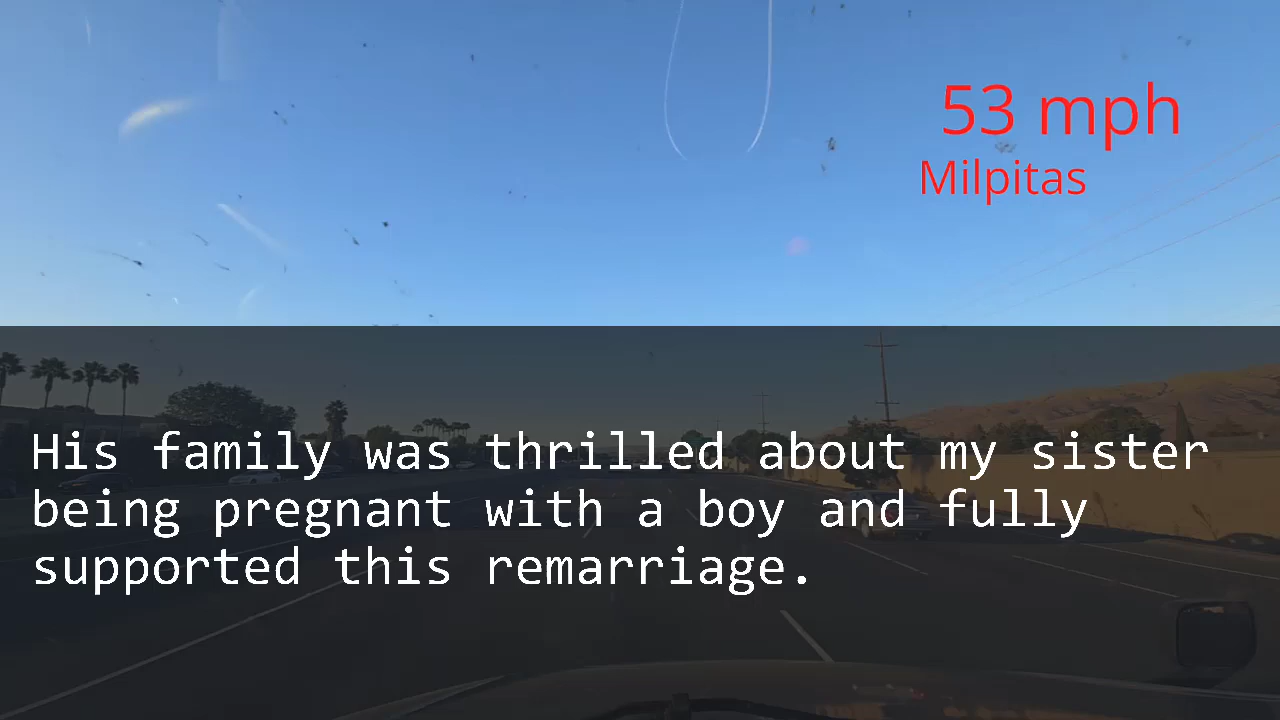 53 mph
Milpitas
His family was thrilled about my sister
being pregnant with a boy and fully
supported this remarriage.